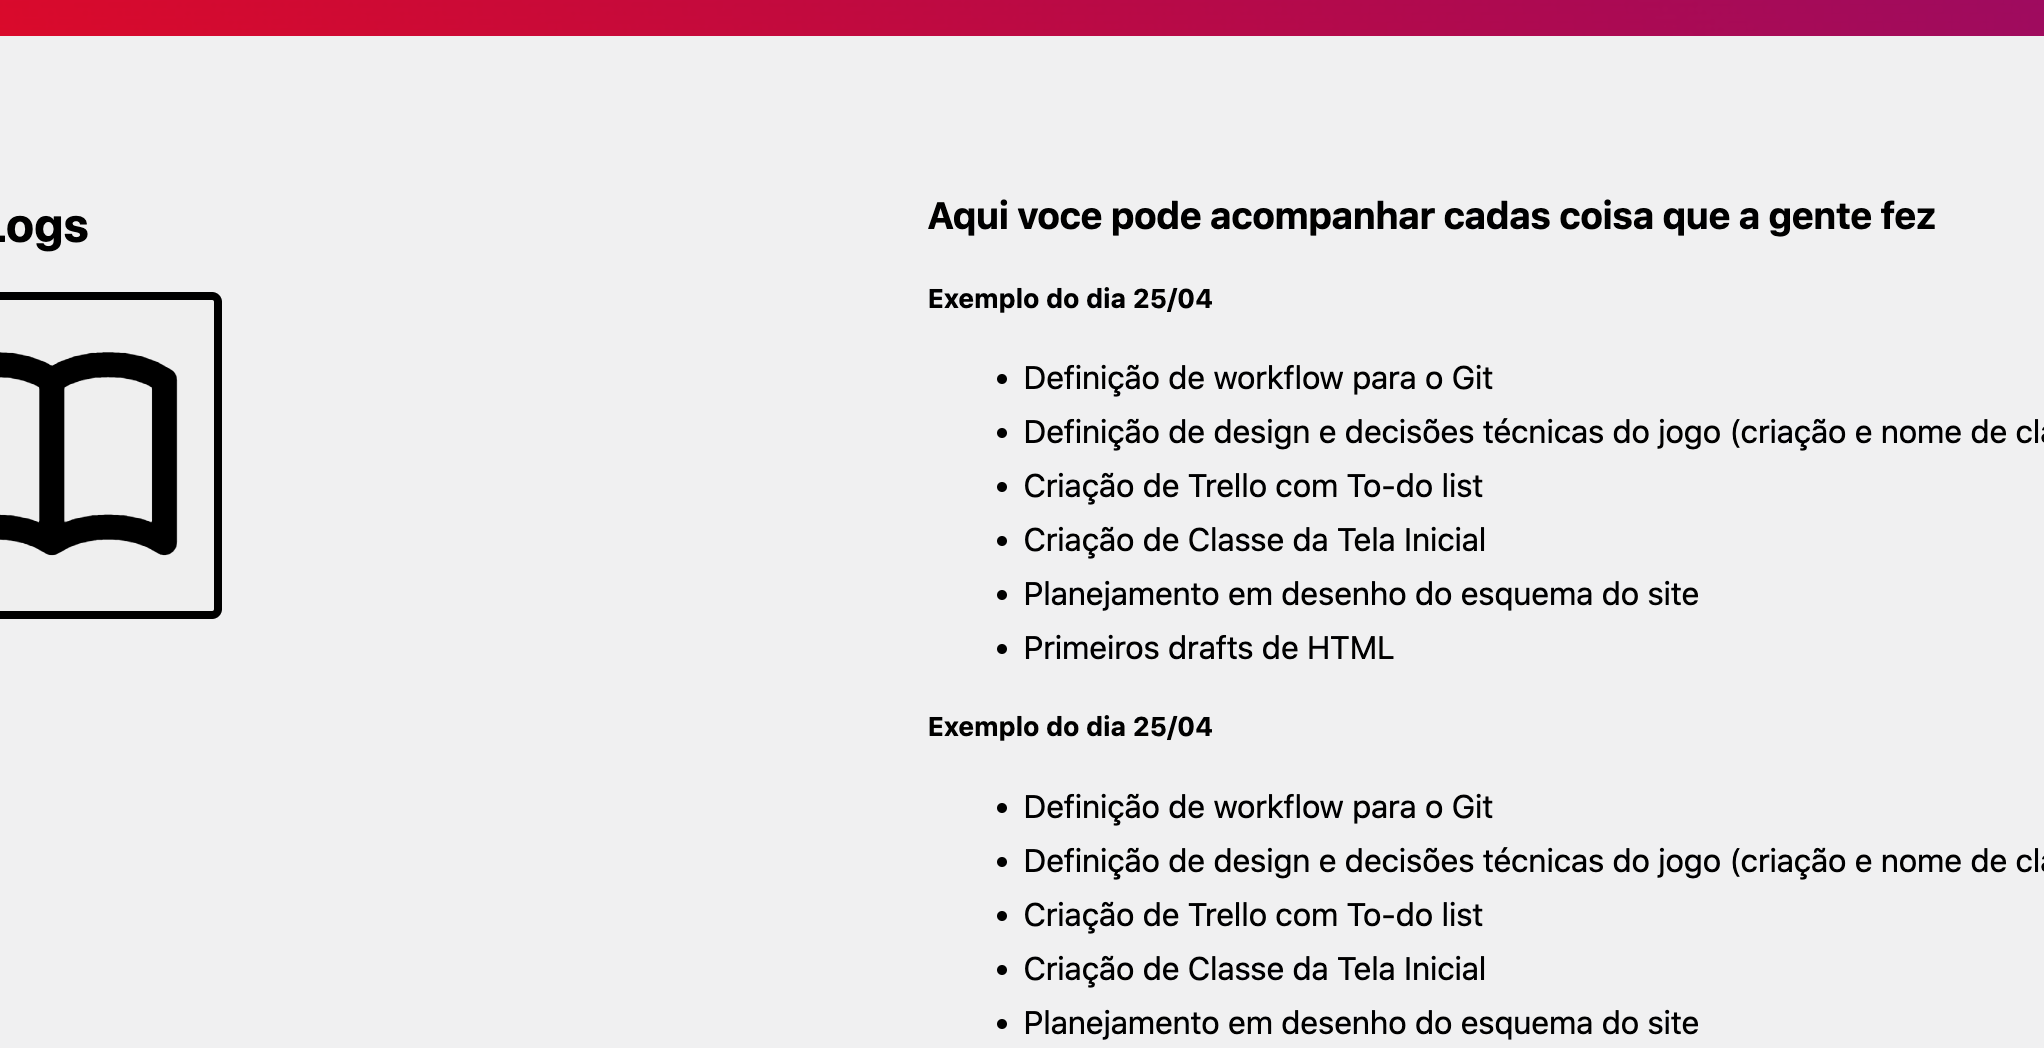 Logs
Aqui voce pode acompanhar cadas coisa que a gente fez
Exemplo do dia 25/04
Definição de workflow para o Git
Definição de design e decisões técnicas do jogo (criação e nome de
Criação de Trello com To-do list
Criação de Classe da Tela Inicial
Planejamento em desenho do esquema do site
Primeiros drafts de HTML
Exemplo do dia 25/04
Definição de workflow para o Git
Definição de design e decisões técnicas do jogo (criação e nome de
Criação de Trello com To-do list
Criação de Classe da Tela Inicial
Planejamento em desenho do esquema do site